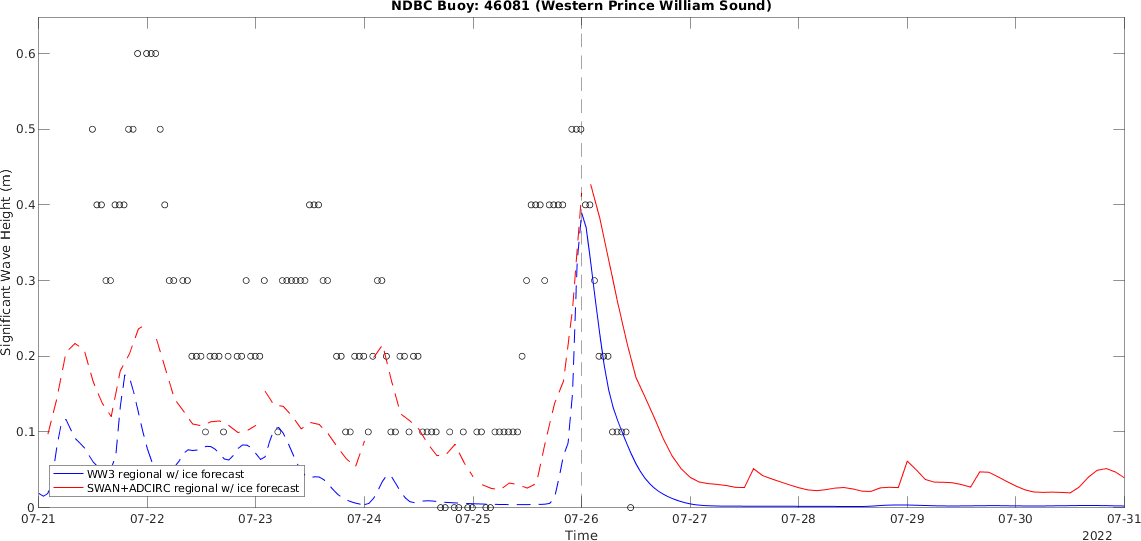 NDBC Buoy: 46081 (Western Prince William Sound)
Significant Wave Height (m)
0.6
0.5
0.4
0.3
0.2
0.1
0
WW3 regional w/ ice forecast
SWAN+ADCIRC regional w/ ice forecast
07-21 07-22 07-23 07-24 07-25 07-26 07-27 07-28 07-29 07-30 07-31
Time
2022